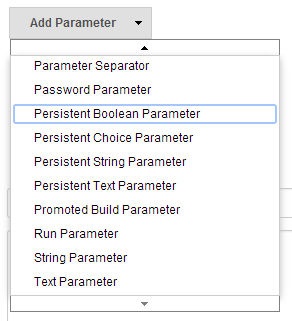 Add Parameter
Parameter Separator
Password Parameter
Persistent Boolean Parameter
Persistent Choice Parameter
Persistent String Parameter
Persistent Text Parameter
Promoted Build Parameter
Run Parameter
String Parameter
Text Parameter